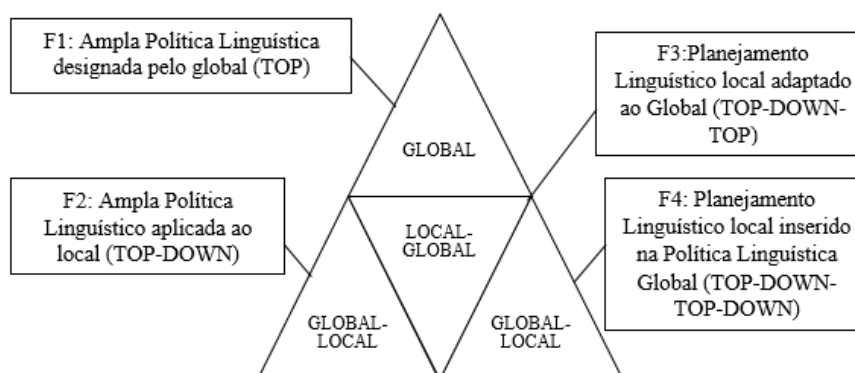 F1: Ampla Política Linguística
designada pelo global (TOP)
F2: Ampla Política
Linguístico aplicada ao
local (TOP-DOWN)
GLOBAL
LOCAL-
GLOBAL
GLOBAL-
LOCAL
GLOBAL-
LOCAL
F3:Planejamento
Linguístico local adaptado
ao Global (TOP-DOWN-
TOP)
F4: Planejamento
Linguístico local inserido
na Política Linguística
Global (TOP-DOWN-
TOP-DOWN)